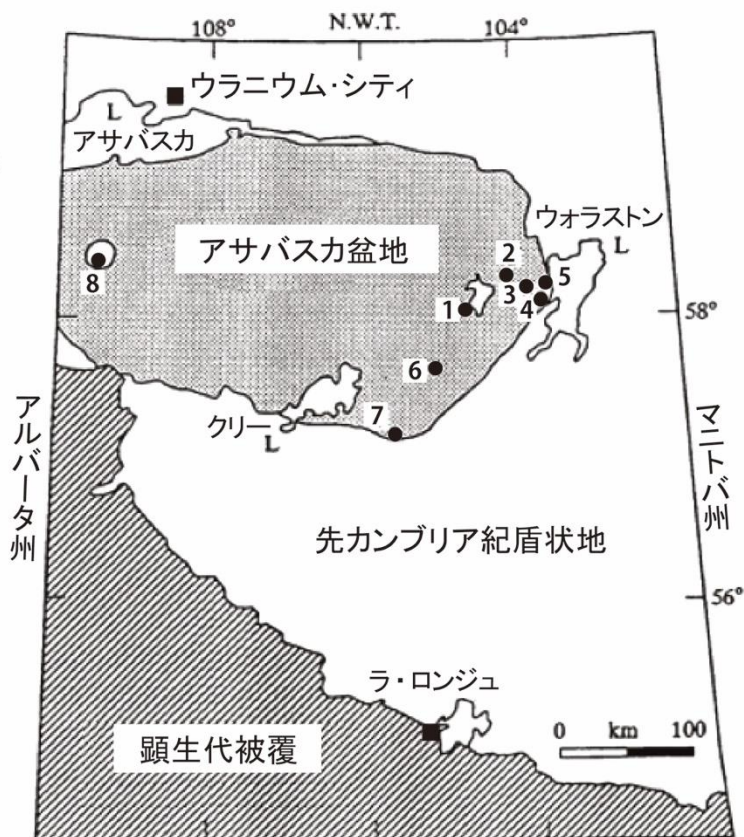 N.W.T.
108°
104°
ウラニウム・シティ
L
アサバスカ
ウォラストン
L
アサバスカ盆地
2
5
3
8
1
4
58°
6
クリー
L
7
アルバータ州
マニトバ州
先カンブリア紀盾状地
56°
ラ・ロンジュ
0 km 100
顕生代被覆